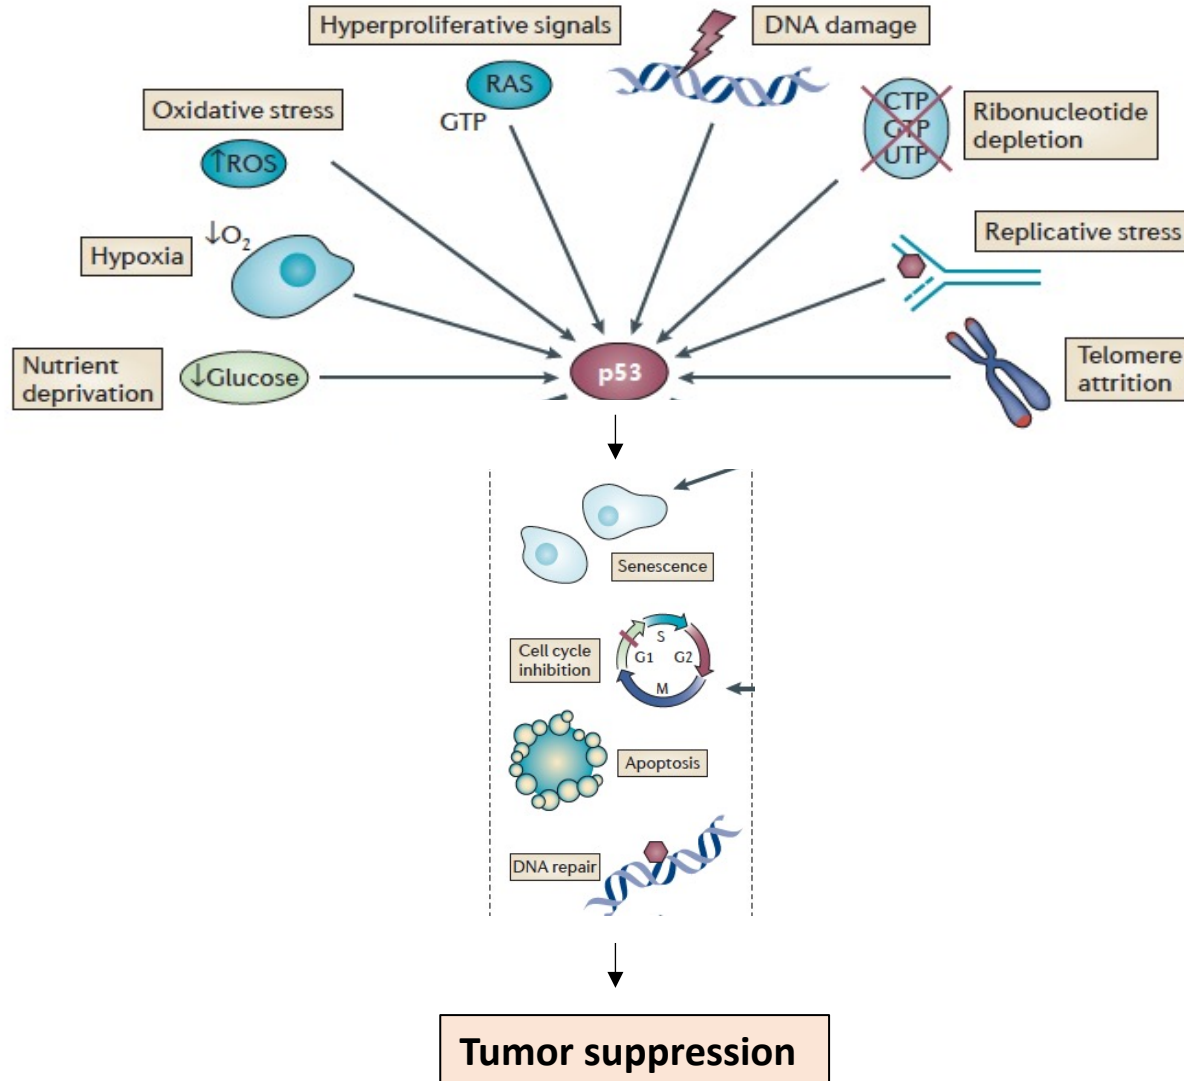 Hyperproliferative signals
RAS
GTP
DNA damage
CTP
GTP
UTP
Ribonucleotide
depletion
Oxidative stress
↑ROS
Hypoxia
↓O₂
Replicative stress
Nutrient
deprivation
↓Glucose
p53
Telomere
attrition
Senescence
Cell cycle
inhibition
S
G1
G2
M
Apoptosis
DNA repair
Tumor suppression